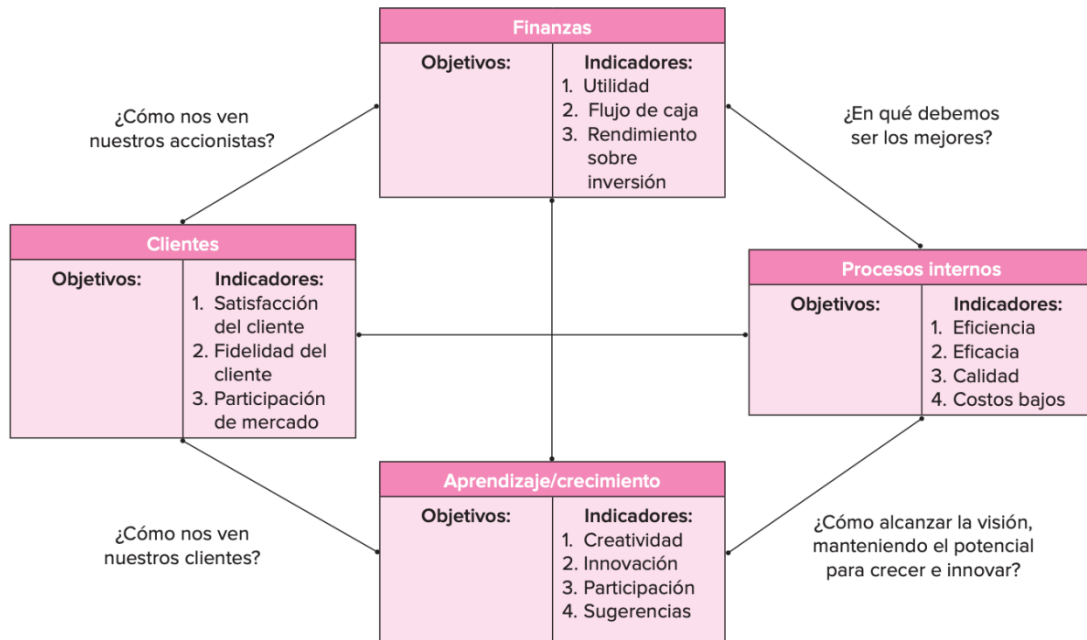 Finanzas
Objetivos:
Indicadores:
1. Utilidad
2. Flujo de caja
3. Rendimiento
sobre
inversión
¿Cómo nos ven
nuestros accionistas?
¿En qué debemos
ser los mejores?
Clientes
Objetivos:
Indicadores:
1. Satisfacción
del cliente
2. Fidelidad del
cliente
3. Participación
de mercado
Procesos internos
Objetivos:
Indicadores:
1. Eficiencia
2. Eficacia
3. Calidad
4. Costos bajos
Aprendizaje/crecimiento
Objetivos:
Indicadores:
1. Creatividad
2. Innovación
3. Participación
4. Sugerencias
¿Cómo nos ven
nuestros clientes?
¿Cómo alcanzar la visión,
manteniendo el potencial
para crecer e innovar?